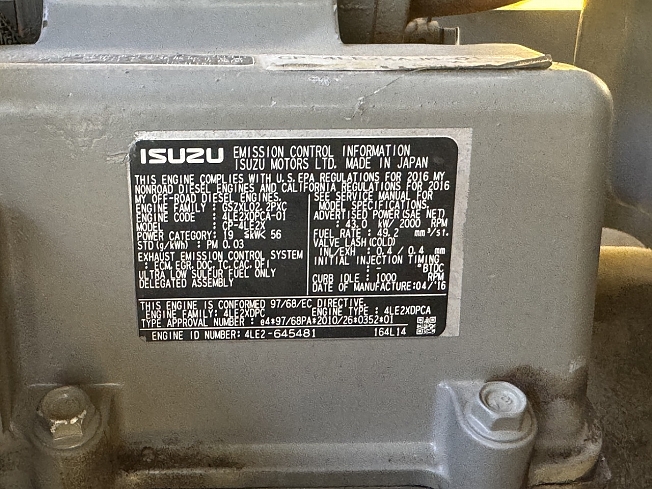 ISUZU EMISSION CONTROL INFORMATION
ISUZU MOTORS LTD. MADE IN JAPAN
THIS ENGINE COMPLIES WITH U.S.EPA REGULATIONS FOR 2016 MY
NONROAD DIESEL ENGINES AND CALIFORNIA REGULATIONS FOR 2016
MY OFF-ROAD DIESEL ENGINES.
ENGINE FAMILY : GSZXL02.2PXC
ENGINE CODE : 4LE2XDPCA-01
MODEL : CP-4LE2X
POWER CATEGORY: 19 ≤kW< 56
STD(g/kWh) : PM 0.03
EXHAUST EMISSION CONTROL SYSTEM
: ECM,EGR,DOC,TC,CAC,DFI
ULTRA LOW SULFUR FUEL ONLY
DELEGATED ASSEMBLY
SEE SERVICE MANUAL FOR
MODEL SPECIFICATIONS.
ADVERTISED POWER(SAE NET)
: 43.0 kW/ 2000 RPM
FUEL RATE : 49.2 mm³/st.
VALVE LASH(COLD)
: IN/EXH : 0.4 / 0.4 mm
INITIAL INJECTION TIMING
: - °BTDC
CURB IDLE : 1000 RPM
DATE OF MANUFACTURE:04/'16
THIS ENGINE IS CONFORMED 97/68/EC DIRECTIVE.
ENGINE FAMILY: 4LE2XDPC ENGINE TYPE: 4LE2XDPCA
TYPE APPROVAL NUMBER : e4*97/68PA*2010/26*0352*01
ENGINE ID NUMBER: 4LE2-645481 164L14